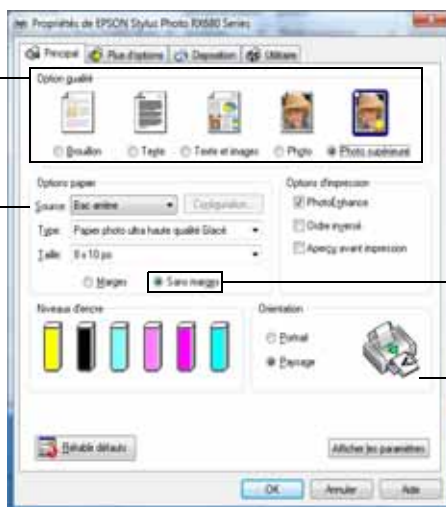 Propriétés de EPSON Stylus Photo RX680 Series
Principal Plus d'options Disposition Utilitaire
Option qualité
Brouillon Texte Texte et images Photo Photo supérieure
Options papier
Source Bac arrière Configuration...
Type Papier photo ultra haute qualité Glacé
Taille 8 x 10 po
Marges Sans marges
Options d'impression
PhotoEnhance
Ordre inversé
Aperçu avant impression
Niveaux d'encre
Orientation
Portrait
Paysage
Rétablir défauts
Afficher les paramètres
OK Annuler Aide